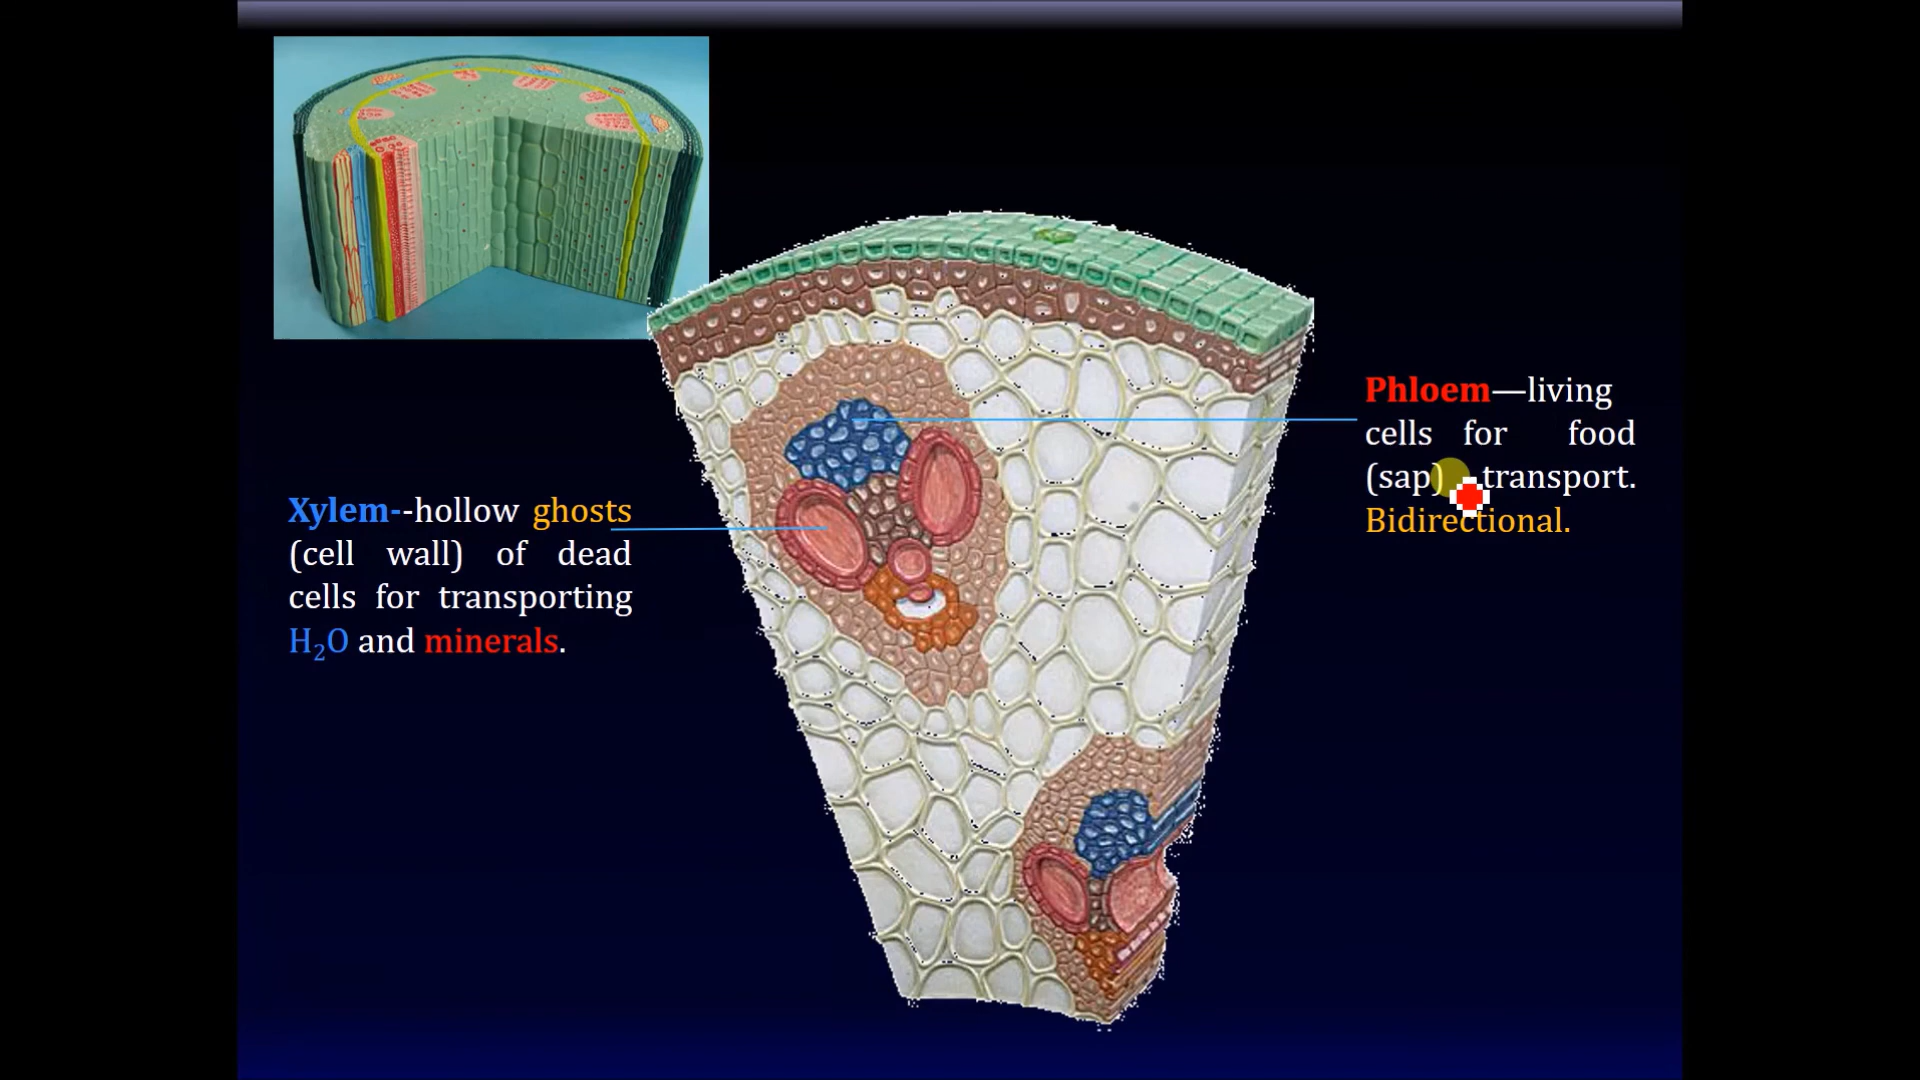 Phloem—living
cells for food
(sap) transport.
Bidirectional.
Xylem--hollow ghosts
(cell wall) of dead
cells for transporting
H₂O and minerals.